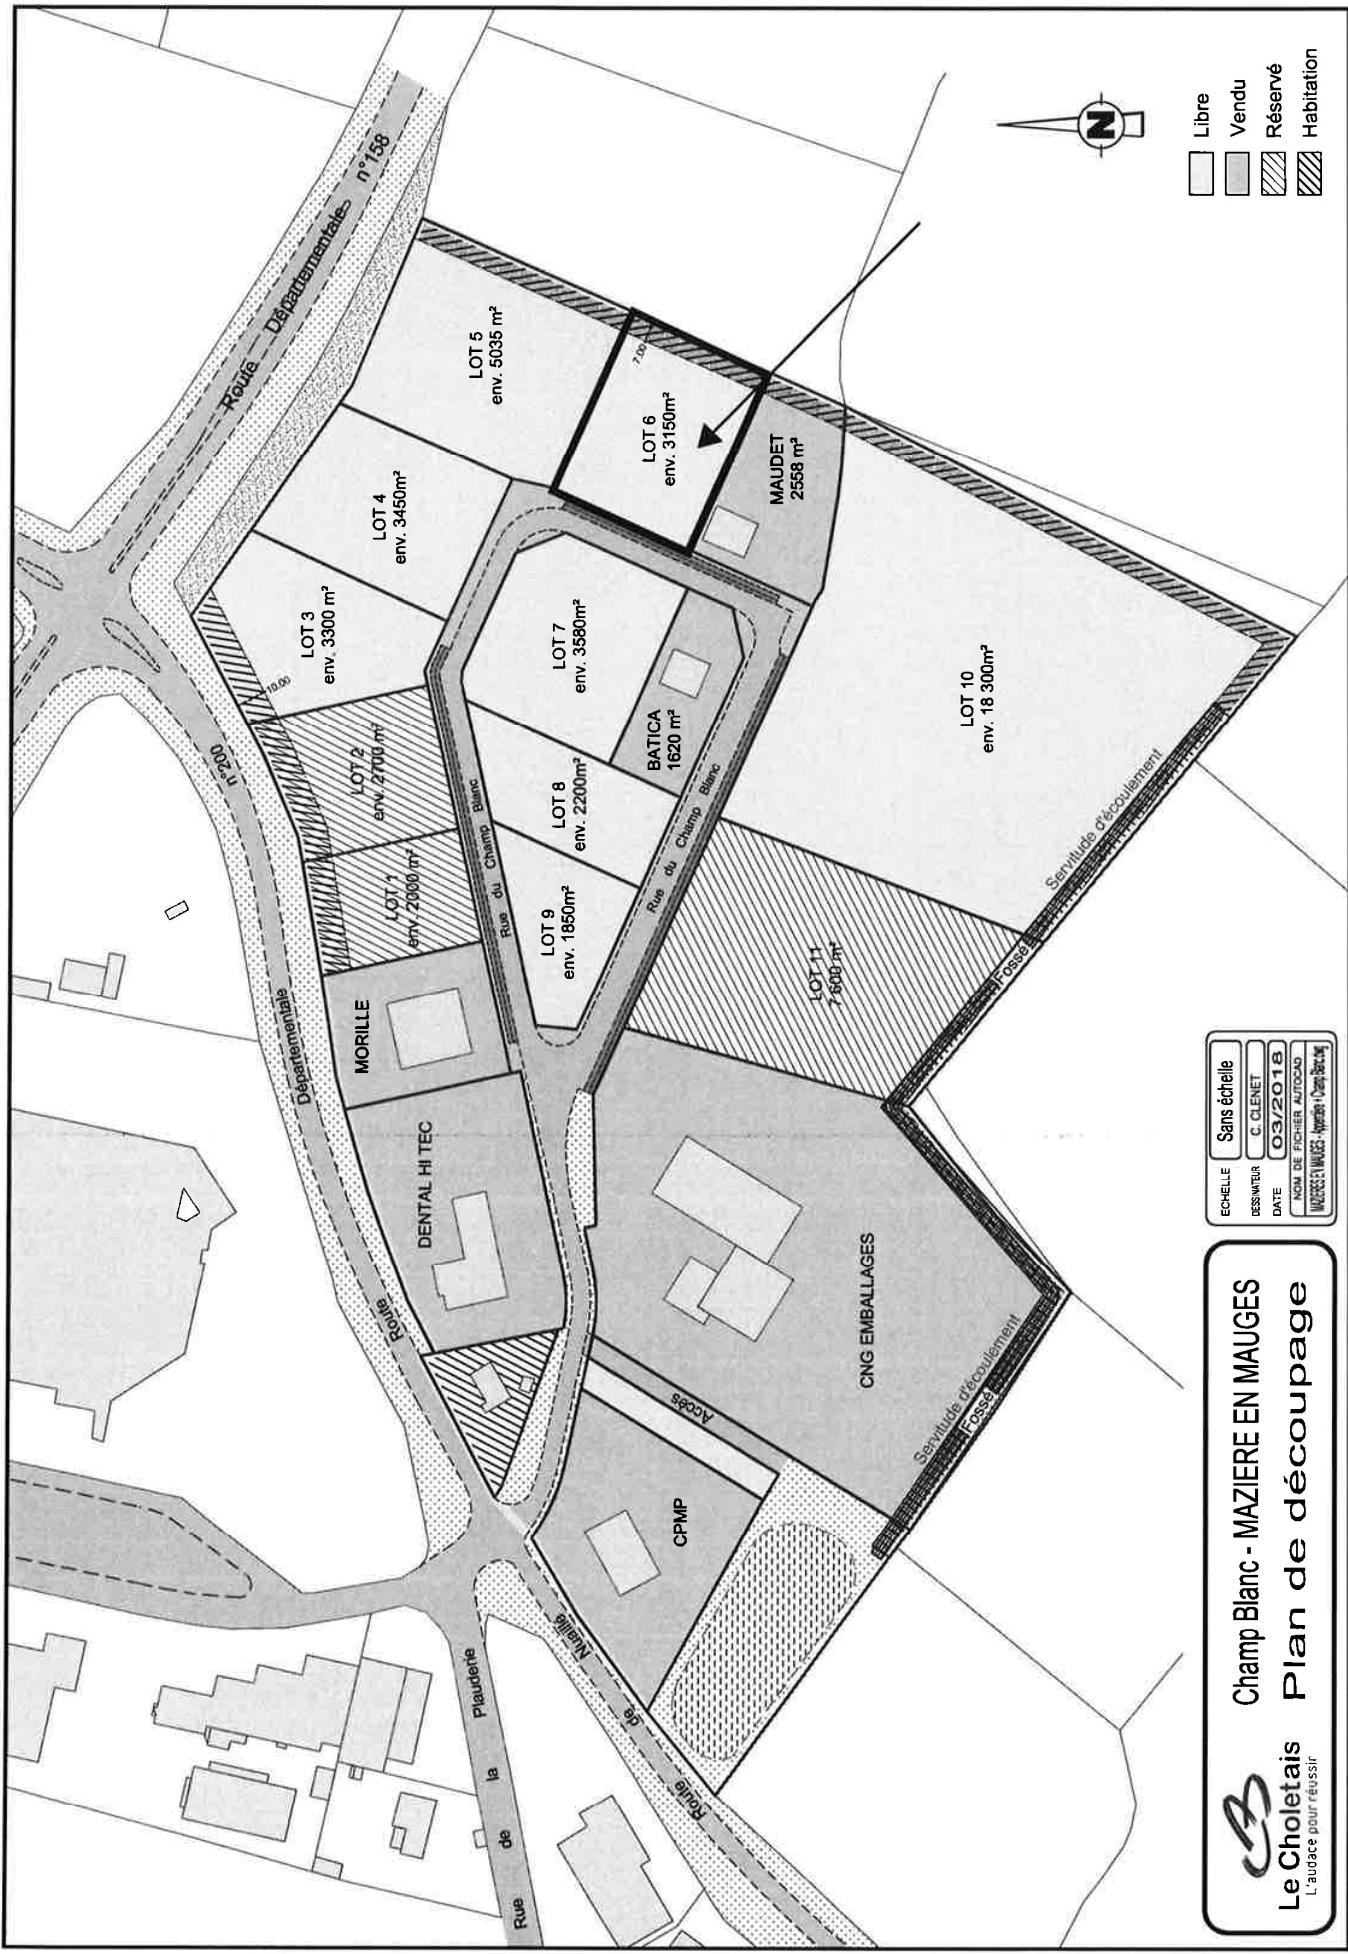 Route Départementale n°158
n°200
Départementale
Route
LOT 5
env. 5035 m²
LOT 4
env. 3450m²
LOT 3
env. 3300 m²
10.00
LOT 2
env. 2700 m²
LOT 1
env. 2000 m²
MORILLE
DENTAL HI TEC
LOT 6
env. 3150m²
7.00
MAUDET
2558 m²
LOT 7
env. 3580m²
BATICA
1620 m²
LOT 8
env. 2200m²
LOT 9
env. 1850m²
Rue du Champ Blanc
Rue du Champ Blanc
LOT 10
env. 18 300m²
LOT 11
7 600 m²
Servitude d'écoulement
Fossé
CNG EMBALLAGES
Servitude d'écoulement
Fossé
Accès
CPMP
Route de Nuaillé
Rue de la Plauderie
N
Libre
Vendu
Réservé
Habitation
ECHELLE Sans échelle
DESSINATEUR C. CLENET
DATE 03/2018
NOM DE FICHIER AUTOCAD
Champ Blanc - MAZIERE EN MAUGES
Plan de découpage
Le Choletais
L'audace pour réussir